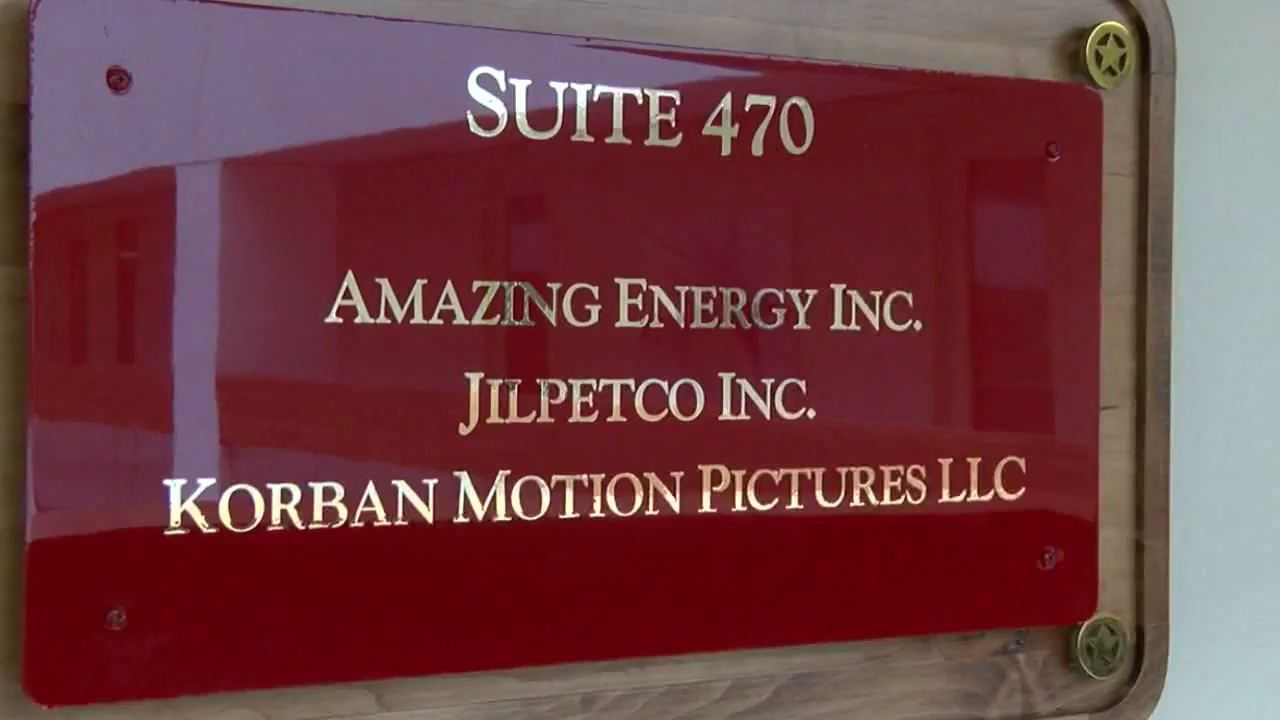 SUITE 470
AMAZING ENERGY INC.
JILPETCO INC.
KORBAN MOTION PICTURES LLC